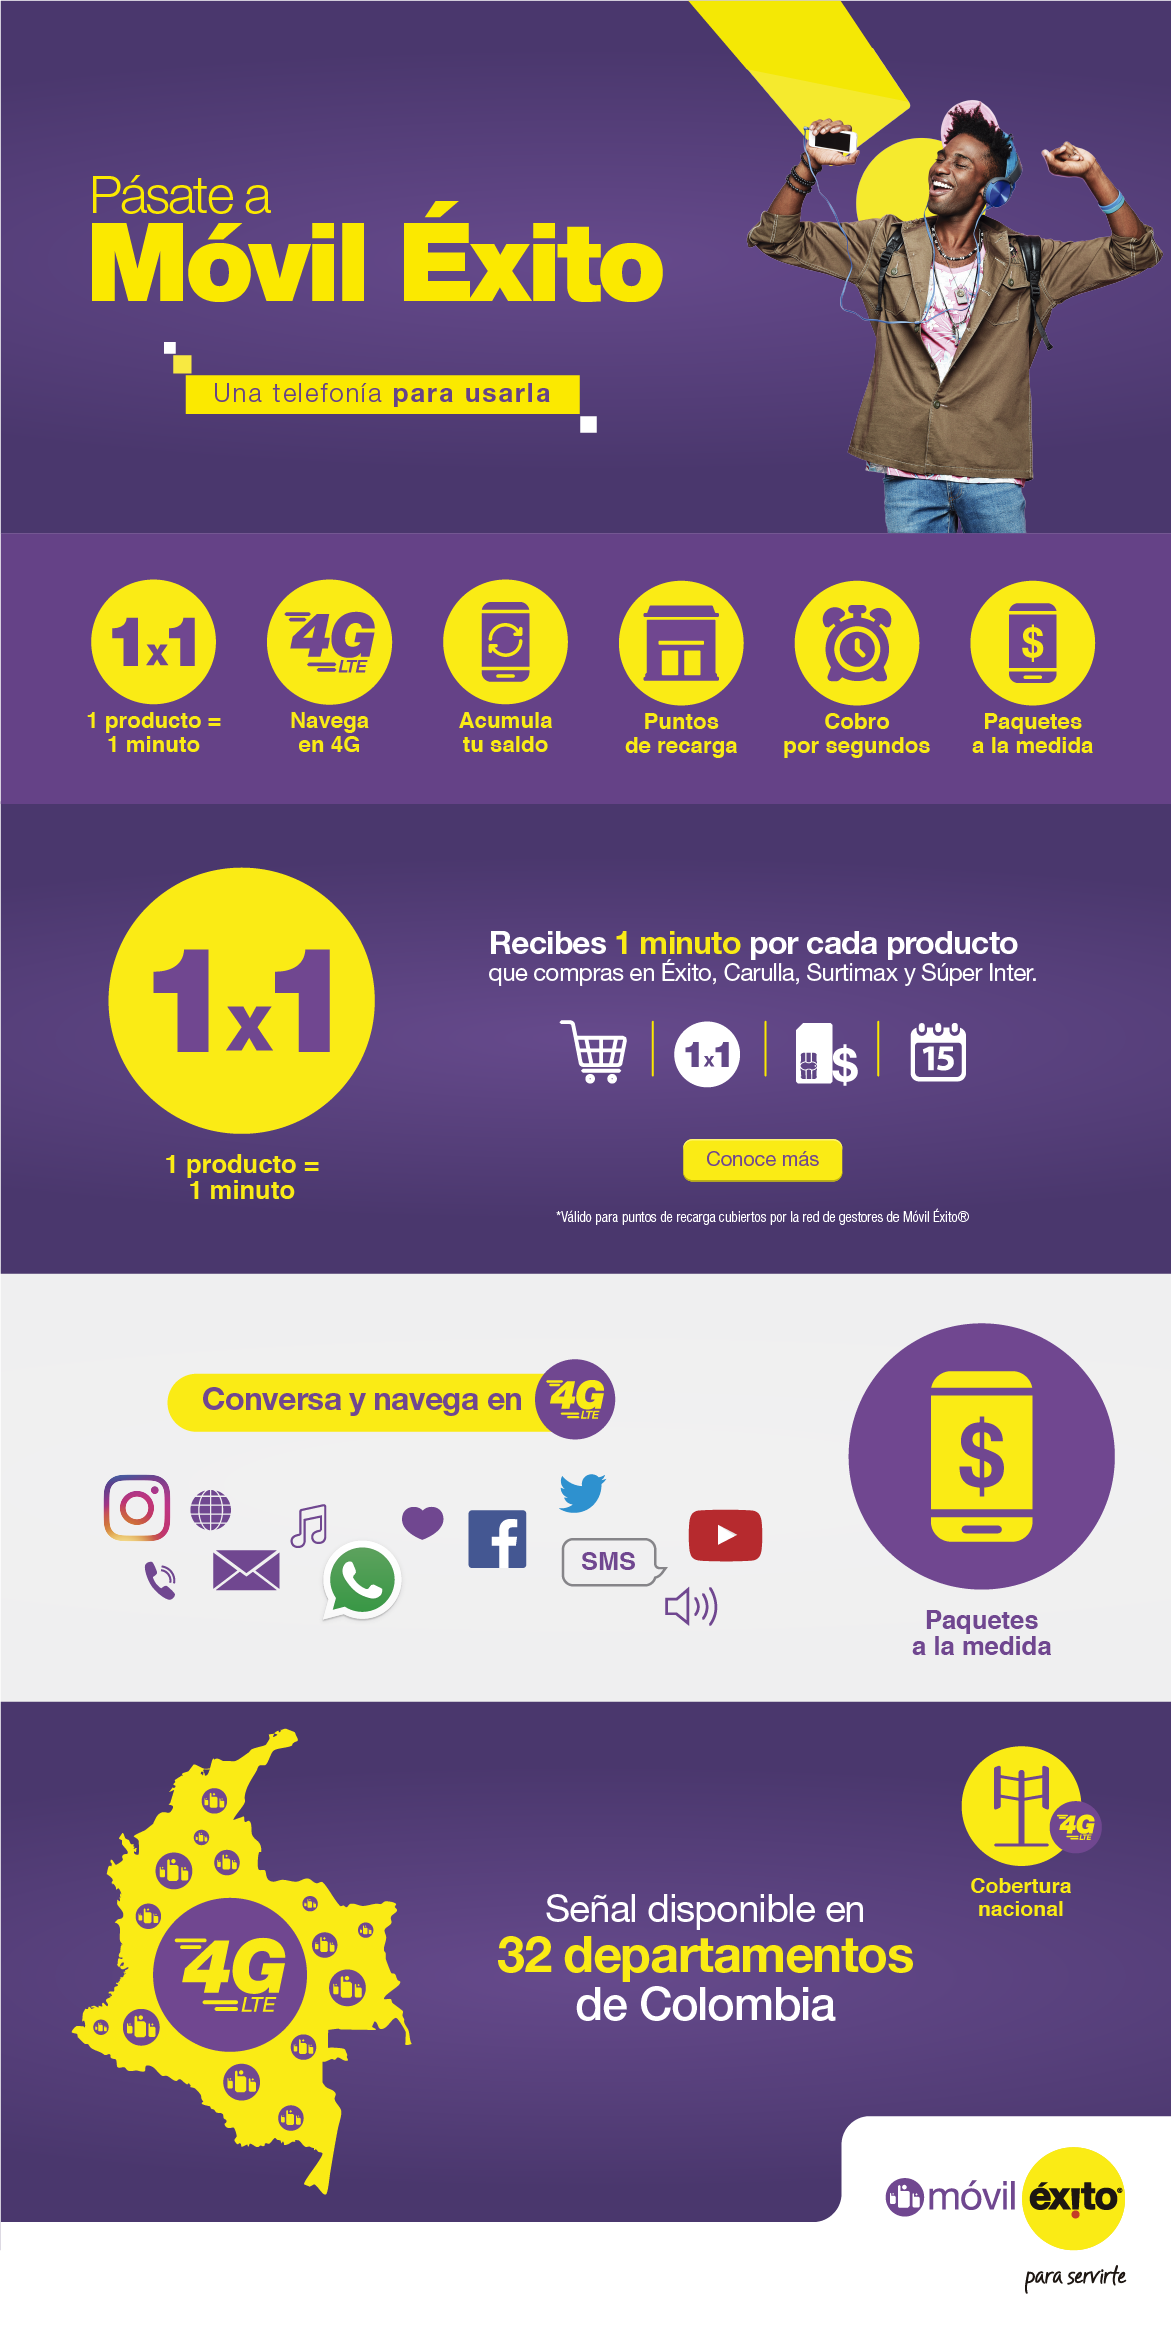 Pásate a
Móvil Éxito
Una telefonía para usarla
1x1
1 producto =
1 minuto
4G
LTE
Navega
en 4G
Acumula
tu saldo
Puntos
de recarga
Cobro
por segundos
$
Paquetes
a la medida
1x1
1 producto =
1 minuto
Recibes 1 minuto por cada producto
que compras en Éxito, Carulla, Surtimax y Súper Inter.
1x1
$
15
Conoce más
*Válido para puntos de recarga cubiertos por la red de gestores de Móvil Éxito®
Conversa y navega en 4G
LTE
SMS
$
Paquetes
a la medida
4G
LTE
Señal disponible en
32 departamentos
de Colombia
4G
LTE
Cobertura
nacional
móvil éxito®
para servirte